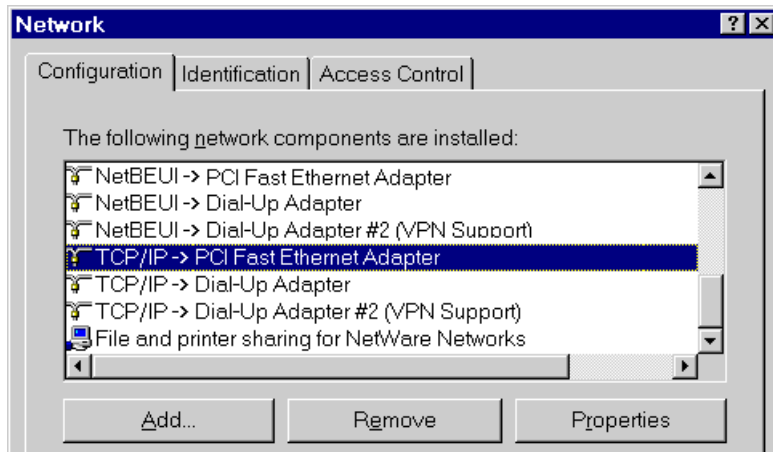 Network
Configuration Identification Access Control
The following network components are installed:
NetBEUI -> PCI Fast Ethernet Adapter
NetBEUI -> Dial-Up Adapter
NetBEUI -> Dial-Up Adapter #2 (VPN Support)
TCP/IP -> PCI Fast Ethernet Adapter
TCP/IP -> Dial-Up Adapter
TCP/IP -> Dial-Up Adapter #2 (VPN Support)
File and printer sharing for NetWare Networks
Add... Remove Properties